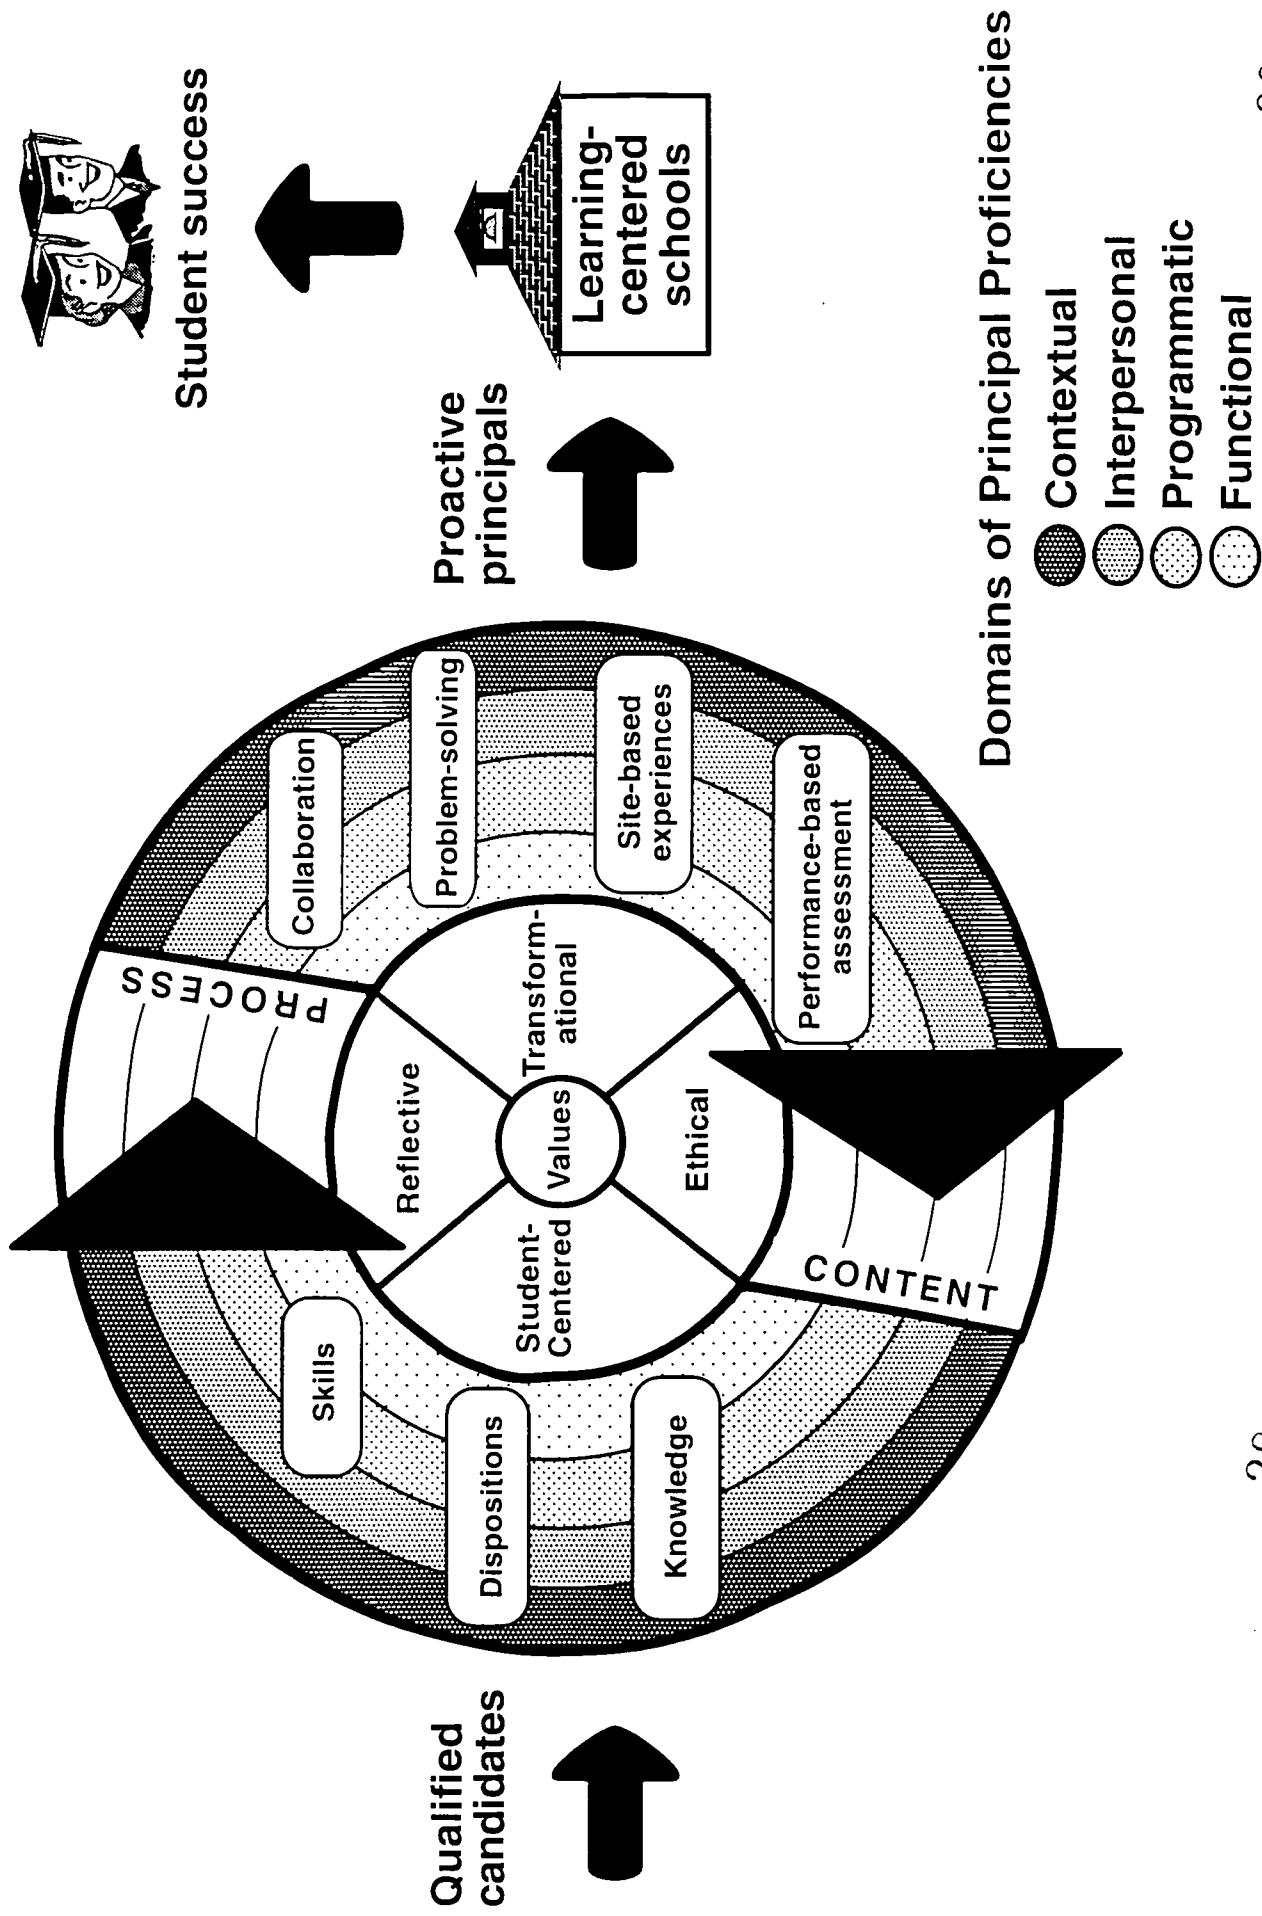 Qualified
candidates
Skills
Dispositions
Knowledge
PROCESS
CONTENT
Reflective
Student-
Centered
Values
Transform-
ational
Ethical
Collaboration
Problem-solving
Site-based
experiences
Performance-based
assessment
Proactive
principals
Student success
Learning-
centered
schools
Domains of Principal Proficiencies
Contextual
Interpersonal
Programmatic
Functional